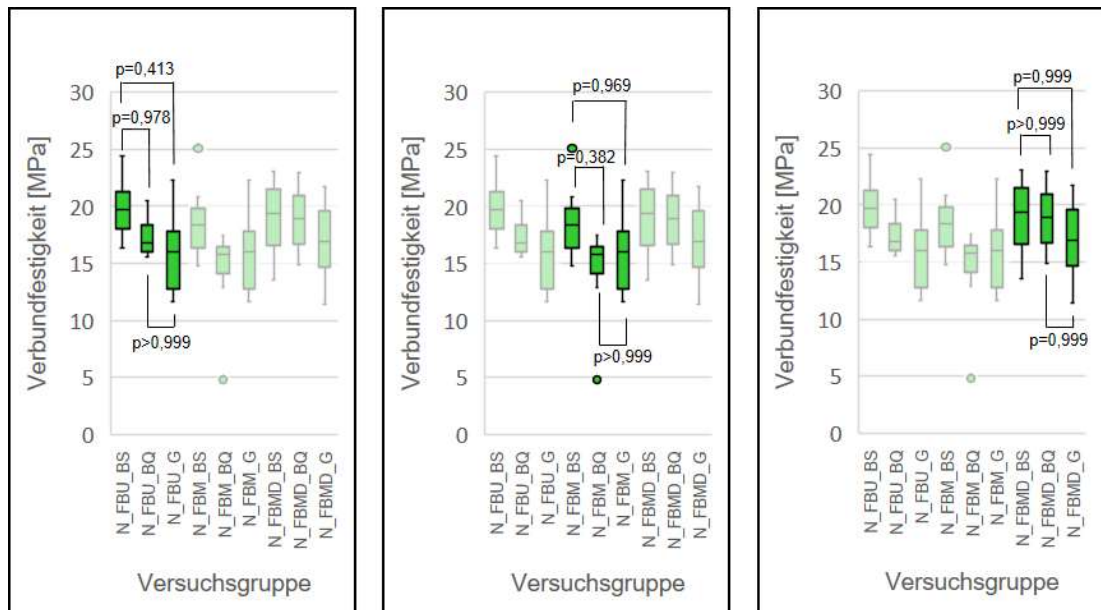 p=0,413
p=0,978
p>0,999
Verbundfestigkeit [MPa]
30
25
20
15
10
5
0
N_FBU_BS
N_FBU_BQ
N_FBU_G
N_FBM_BS
N_FBM_BQ
N_FBM_G
N_FBMD_BS
N_FBMD_BQ
N_FBMD_G
Versuchsgruppe
p=0,969
p=0,382
p>0,999
Verbundfestigkeit [MPa]
30
25
20
15
10
5
0
N_FBU_BS
N_FBU_BQ
N_FBU_G
N_FBM_BS
N_FBM_BQ
N_FBM_G
N_FBMD_BS
N_FBMD_BQ
N_FBMD_G
Versuchsgruppe
p=0,999
p>0,999
p=0,999
Verbundfestigkeit [MPa]
30
25
20
15
10
5
0
N_FBU_BS
N_FBU_BQ
N_FBU_G
N_FBM_BS
N_FBM_BQ
N_FBM_G
N_FBMD_BS
N_FBMD_BQ
N_FBMD_G
Versuchsgruppe